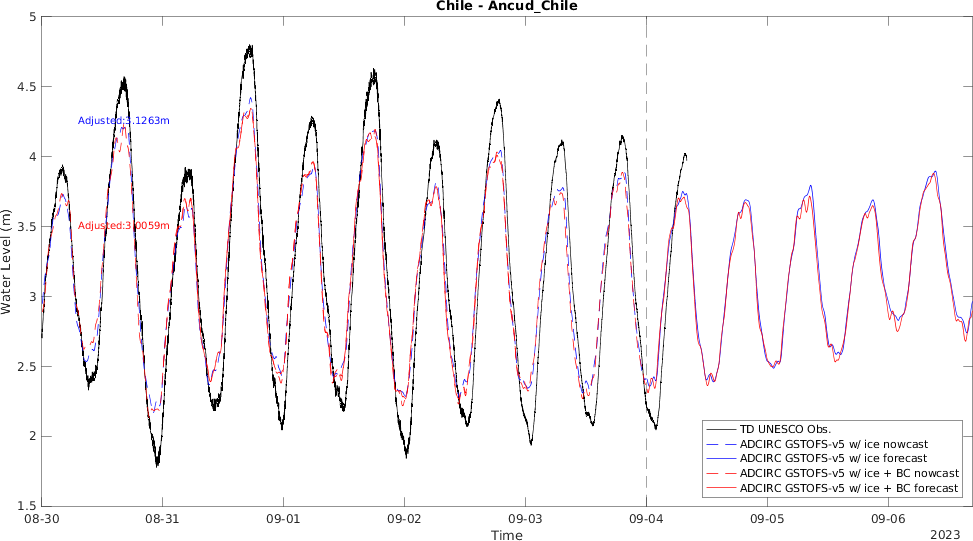 Chile - Ancud_Chile
5
4.5
4
3.5
3
2.5
2
1.5
Water Level (m)
Adjusted:3.1263m
Adjusted:3.0059m
TD UNESCO Obs.
ADCIRC GSTOFS-v5 w/ ice nowcast
ADCIRC GSTOFS-v5 w/ ice forecast
ADCIRC GSTOFS-v5 w/ ice + BC nowcast
ADCIRC GSTOFS-v5 w/ ice + BC forecast
08-30 08-31 09-01 09-02 09-03 09-04 09-05 09-06
Time
2023